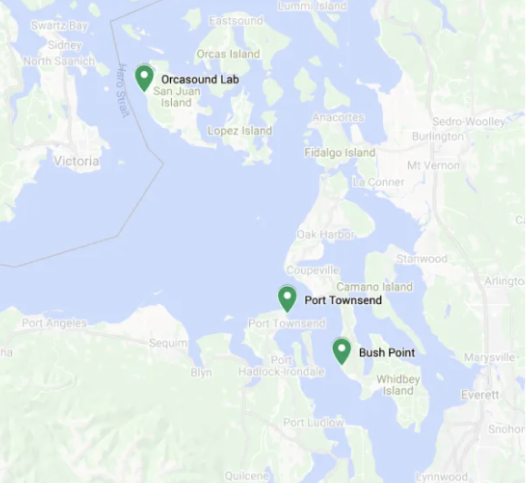 Lummi Island
Swartz Bay
Eastsound
Sidney
North Saanich
Orcas Island
Haro Strait
Orcasound Lab
San Juan
Island
Anacortes
Sedro-Woolley
Lopez Island
Burlington
Victoria
Fidalgo Island
Mt Vernon
La Conner
Oak Harbor
Stanwood
Coupeville
Camano Island
Arlingto
Port Townsend
Port Angeles
Port Townsend
Sequim
Bush Point
Marysville
ha
Blyn
Port
Hadlock-Irondale
Whidbey
Island
Everett
Port Ludlow
Snohon
Quilcene
Lynnwood